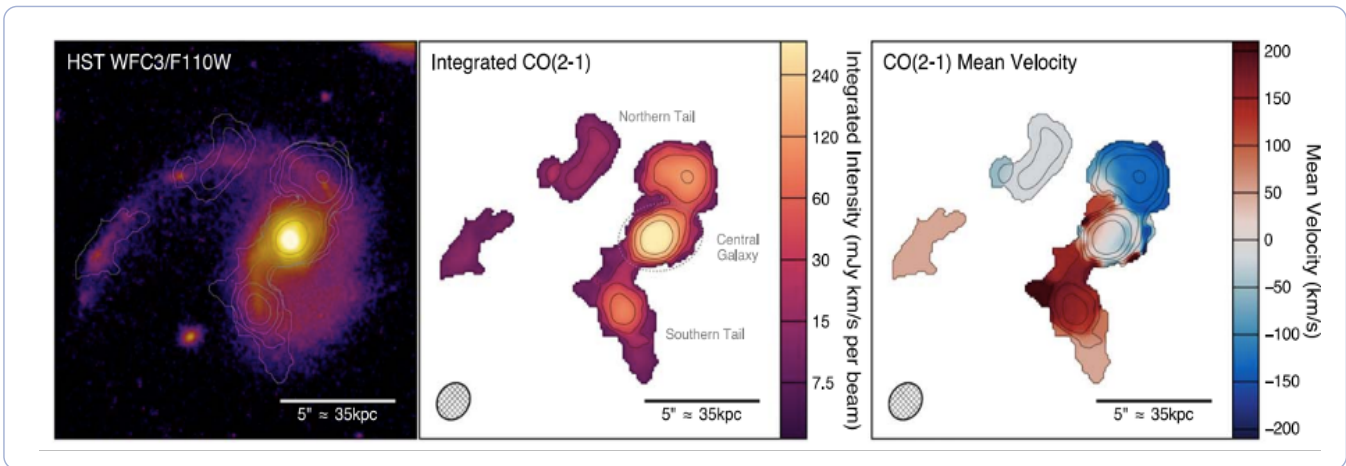 HST WFC3/F110W
5" ≈ 35kpc
Integrated CO(2-1)
Northern Tail
Central
Galaxy
Southern Tail
5" ≈ 35kpc
240
120
60
30
15
7.5
Integrated Intensity (mJy km/s per beam)
CO(2-1) Mean Velocity
5" ≈ 35kpc
200
150
100
50
0
−50
−100
−150
−200
Mean Velocity (km/s)